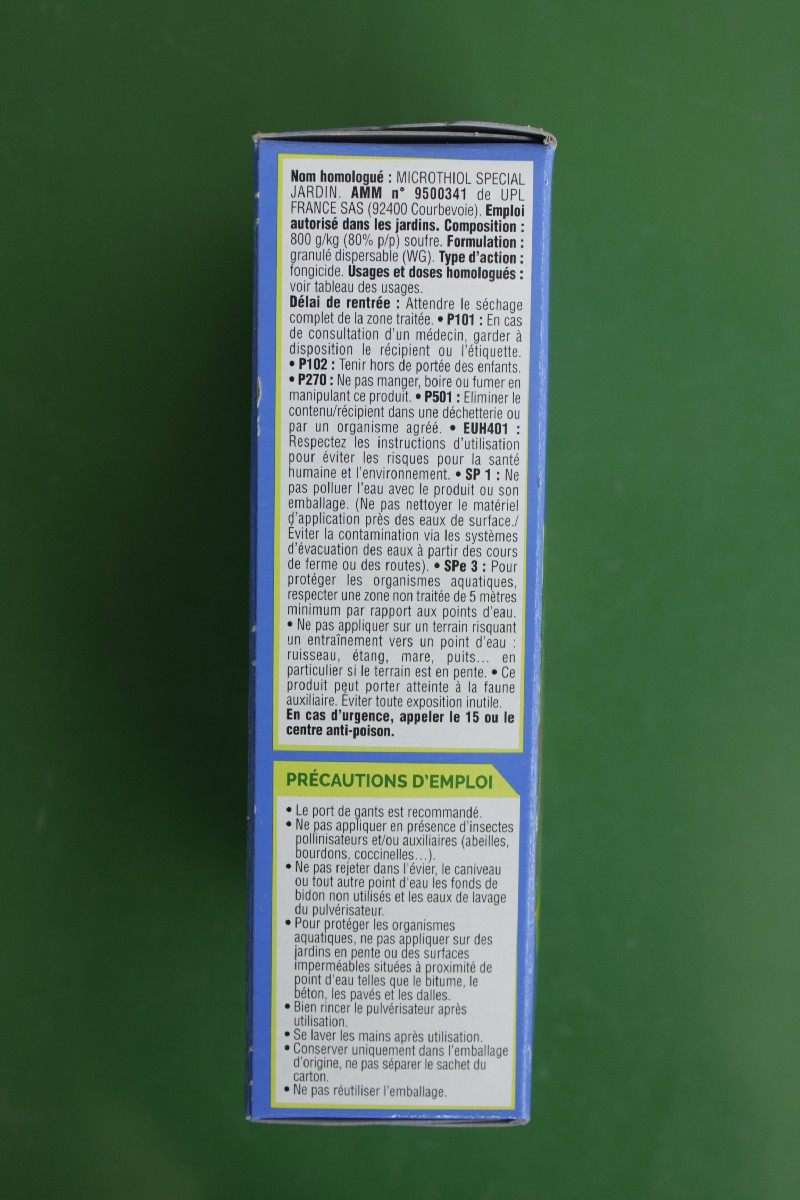 Nom homologué : MICROTHIOL SPECIAL
JARDIN. AMM n° 9500341 de UPL
FRANCE SAS (92400 Courbevoie). Emploi
autorisé dans les jardins. Composition :
800 g/kg (80% p/p) soufre. Formulation :
granulé dispersable (WG). Type d'action :
fongicide. Usages et doses homologués :
voir tableau des usages.
Délai de rentrée : Attendre le séchage
complet de la zone traitée. • P101 : En cas
de consultation d'un médecin, garder à
disposition le récipient ou l'étiquette.
• P102 : Tenir hors de portée des enfants.
• P270 : Ne pas manger, boire ou fumer en
manipulant ce produit. • P501 : Eliminer le
contenu/récipient dans une déchetterie ou
par un organisme agréé. • EUH401 :
Respectez les instructions d'utilisation
pour éviter les risques pour la santé
humaine et l'environnement. • SP 1 : Ne
pas polluer l'eau avec le produit ou son
emballage. (Ne pas nettoyer le matériel
d'application près des eaux de surface./
Éviter la contamination via les systèmes
d'évacuation des eaux à partir des cours
de ferme ou des routes). • SPe 3 : Pour
protéger les organismes aquatiques,
respecter une zone non traitée de 5 mètres
minimum par rapport aux points d'eau.
• Ne pas appliquer sur un terrain risquant
un entraînement vers un point d'eau :
ruisseau, étang, mare, puits... en
particulier si le terrain est en pente. • Ce
produit peut porter atteinte à la faune
auxiliaire. Éviter toute exposition inutile.
En cas d'urgence, appeler le 15 ou le
centre anti-poison.
PRÉCAUTIONS D'EMPLOI
• Le port de gants est recommandé.
• Ne pas appliquer en présence d'insectes
pollinisateurs et/ou auxiliaires (abeilles,
bourdons, coccinelles...).
• Ne pas rejeter dans l'évier, le caniveau
ou tout autre point d'eau les fonds de
bidon non utilisés et les eaux de lavage
du pulvérisateur.
• Pour protéger les organismes
aquatiques, ne pas appliquer sur des
jardins en pente ou des surfaces
imperméables situées à proximité de
point d'eau telles que le bitume, le
béton, les pavés et les dalles.
• Bien rincer le pulvérisateur après
utilisation.
• Se laver les mains après utilisation.
• Conserver uniquement dans l'emballage
d'origine, ne pas séparer le sachet du
carton.
• Ne pas réutiliser l'emballage.